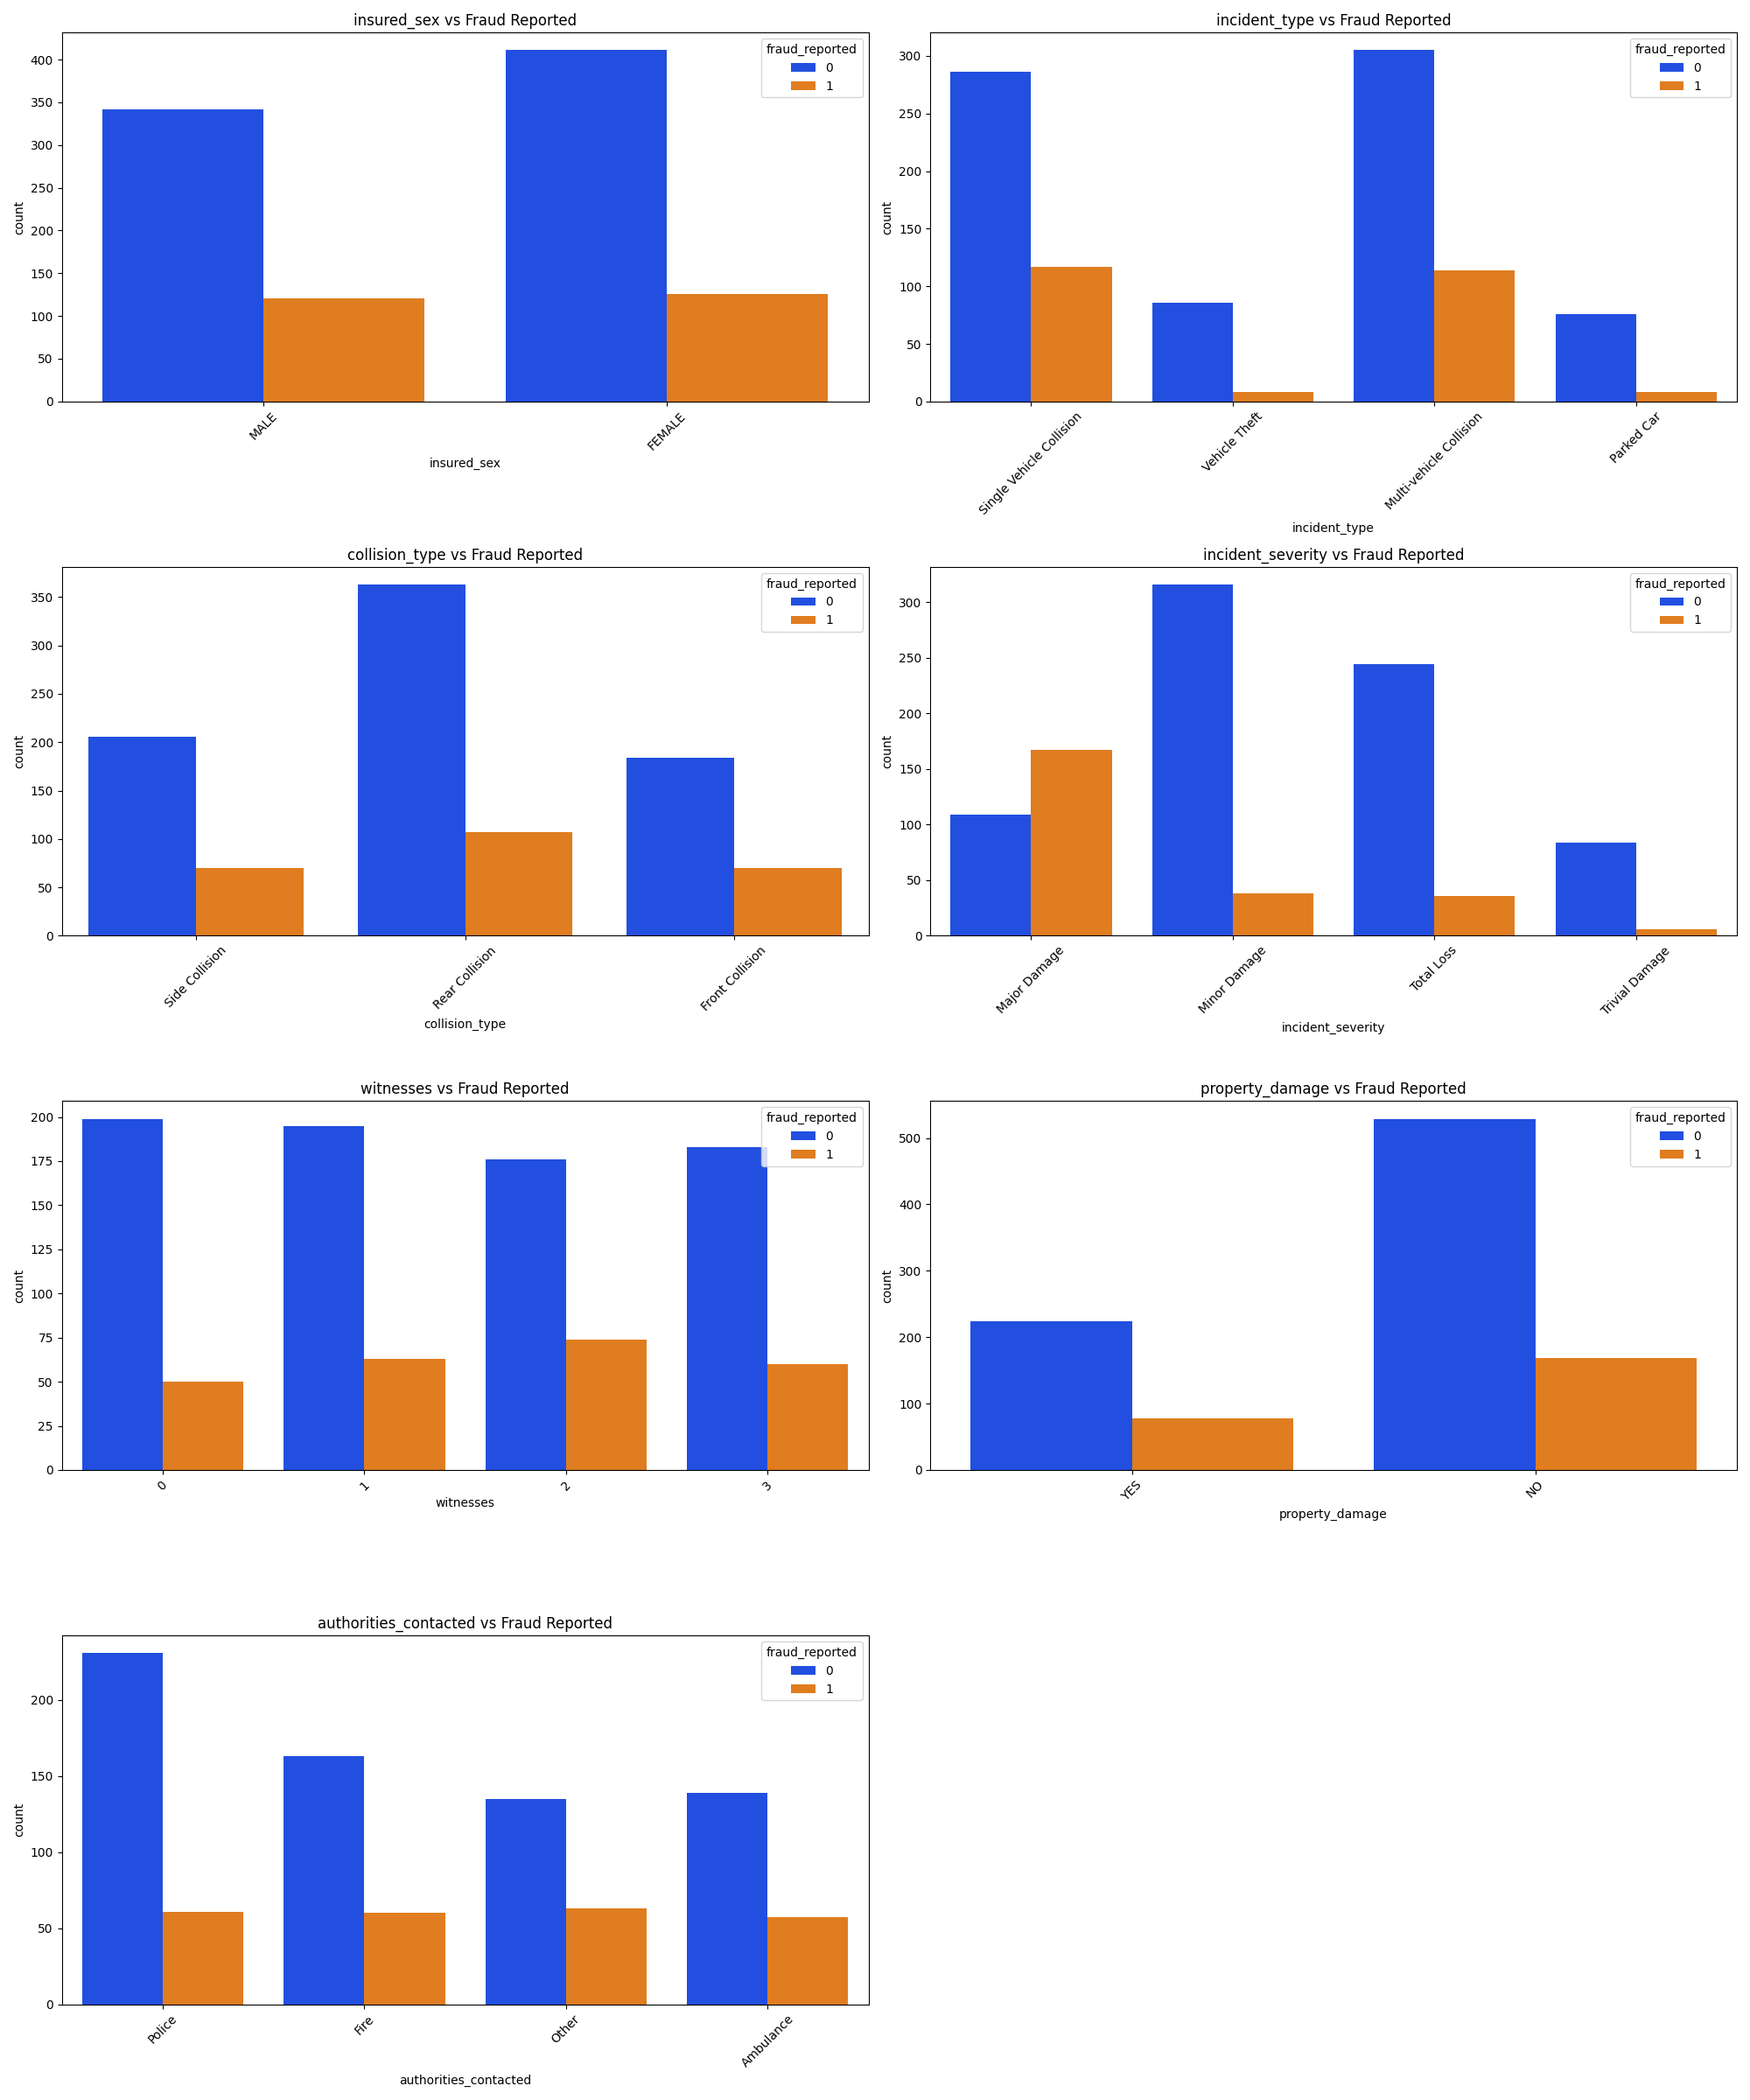 insured_sex vs Fraud Reported
fraud_reported
0
1
400
350
300
250
200
150
100
50
0
count
MALE
FEMALE
insured_sex
incident_type vs Fraud Reported
fraud_reported
0
1
300
250
200
150
100
50
0
count
Single Vehicle Collision
Vehicle Theft
Multi-vehicle Collision
Parked Car
incident_type
collision_type vs Fraud Reported
fraud_reported
0
1
350
300
250
200
150
100
50
0
count
Side Collision
Rear Collision
Front Collision
collision_type
incident_severity vs Fraud Reported
fraud_reported
0
1
300
250
200
150
100
50
0
count
Major Damage
Minor Damage
Total Loss
Trivial Damage
incident_severity
witnesses vs Fraud Reported
fraud_reported
0
1
200
175
150
125
100
75
50
25
0
count
0
1
2
3
witnesses
property_damage vs Fraud Reported
fraud_reported
0
1
500
400
300
200
100
0
count
YES
NO
property_damage
authorities_contacted vs Fraud Reported
fraud_reported
0
1
200
150
100
50
0
count
Police
Fire
Other
Ambulance
authorities_contacted